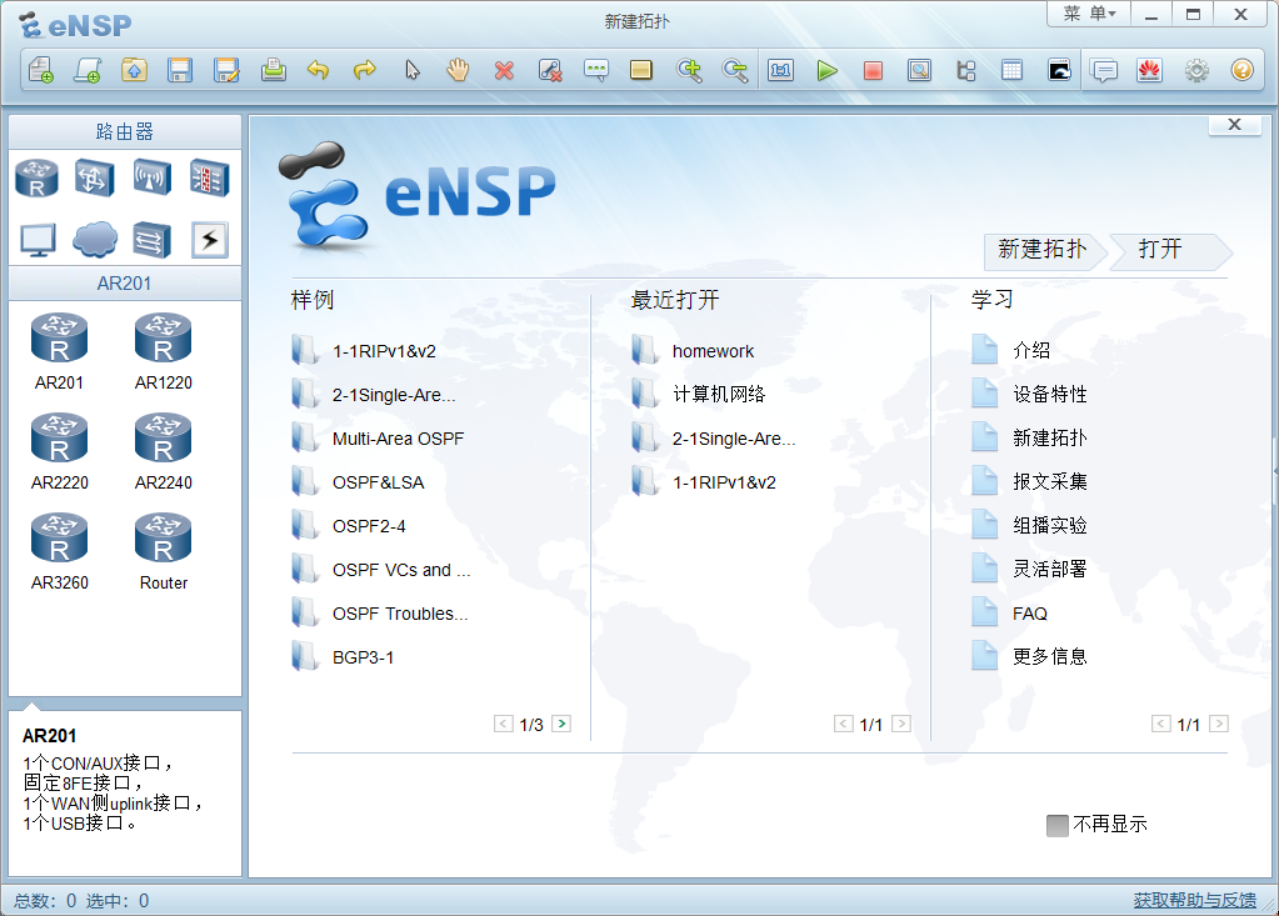 eNSP
新建拓扑
菜 单
1:1
路由器
R
AR201
R
AR201
R
AR1220
R
AR2220
R
AR2240
R
AR3260
R
Router
AR201
1个CON/AUX接口，
固定8FE接口，
1个WAN侧uplink接口，
1个USB接口。
eNSP
新建拓扑
打开
样例
1-1RIPv1&v2
2-1Single-Are...
Multi-Area OSPF
OSPF&LSA
OSPF2-4
OSPF VCs and ...
OSPF Troubles...
BGP3-1
< 1/3 >
最近打开
homework
计算机网络
2-1Single-Are...
1-1RIPv1&v2
< 1/1 >
学习
介绍
设备特性
新建拓扑
报文采集
组播实验
灵活部署
FAQ
更多信息
< 1/1 >
不再显示
总数：0 选中：0
获取帮助与反馈